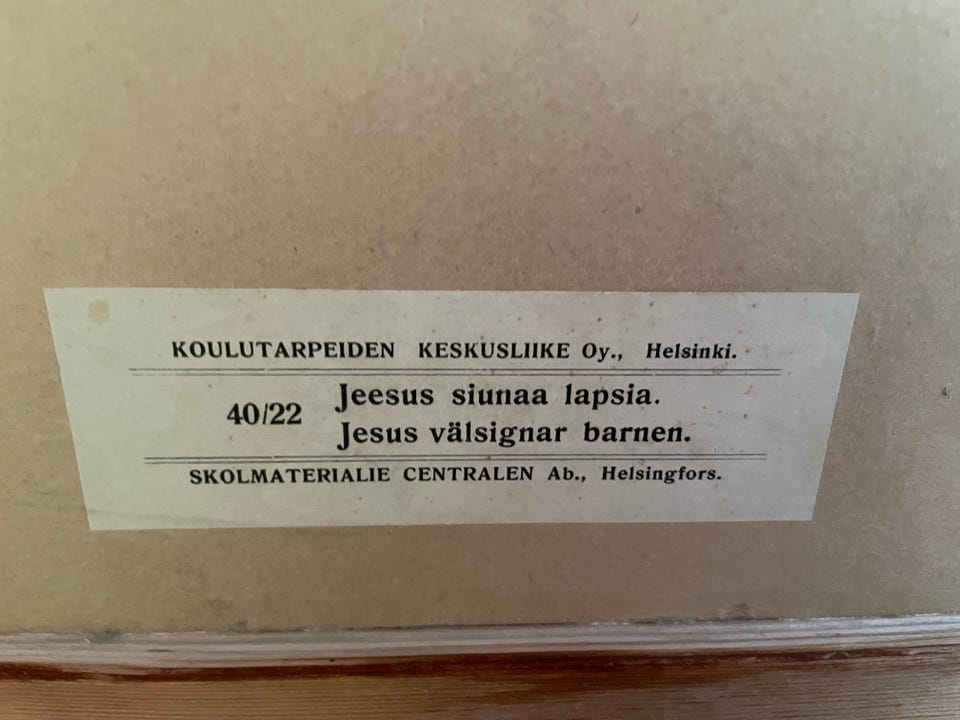 KOULUTARPEIDEN KESKUSLIIKE Oy., Helsinki.
40/22
Jeesus siunaa lapsia.
Jesus välsignar barnen.
SKOLMATERIALIE CENTRALEN Ab., Helsingfors.